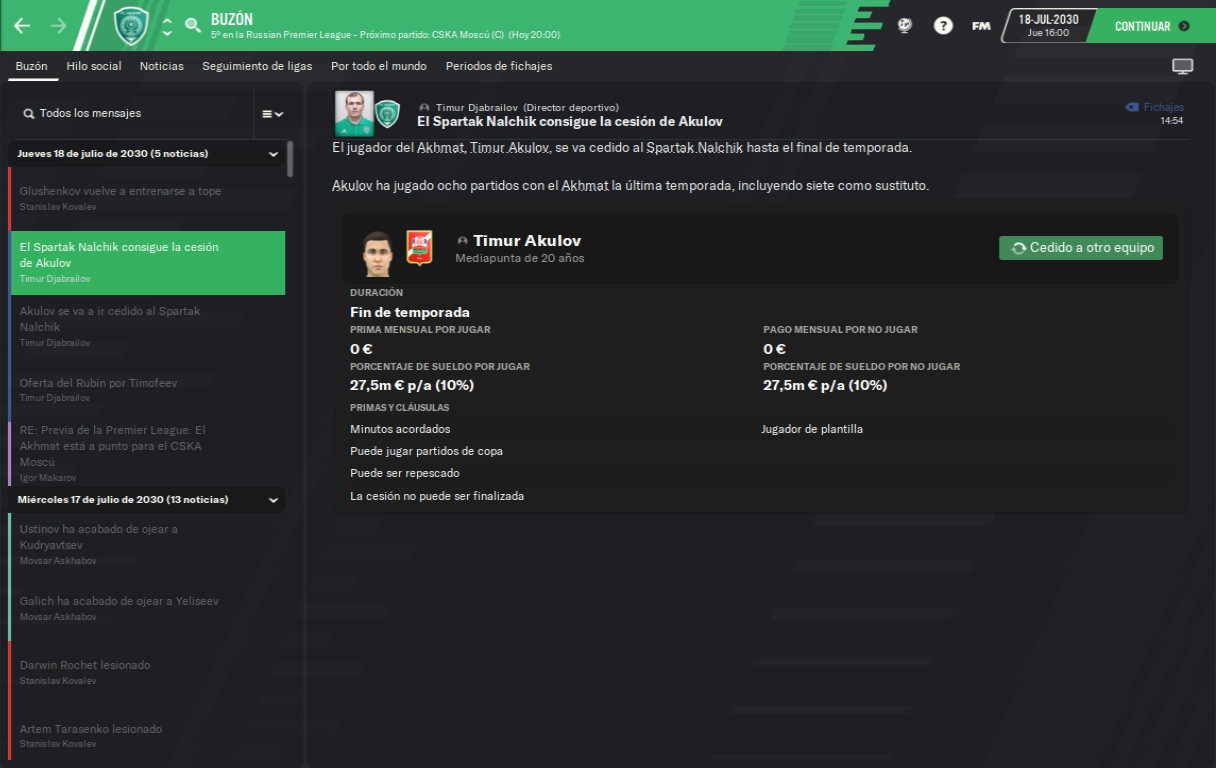 BUZÓN
5º en la Russian Premier League - Próximo partido: CSKA Moscú (C) (Hoy 20:00)
?
FM
18-JUL-2030
Jue 16:00
CONTINUAR
Buzón
Hilo social
Noticias
Seguimiento de ligas
Por todo el mundo
Periodos de fichajes
Todos los mensajes
Jueves 18 de julio de 2030 (5 noticias)
Glushenkov vuelve a entrenarse a tope
Stanislav Kovalev
El Spartak Nalchik consigue la cesión
de Akulov
Timur Djabrailov
Akulov se va a ir cedido al Spartak
Nalchik
Timur Djabrailov
Oferta del Rubin por Timofeev
Timur Djabrailov
RE: Previa de la Premier League: El
Akhmat está a punto para el CSKA
Moscú
Igor Makarov
Miércoles 17 de julio de 2030 (13 noticias)
Ustinov ha acabado de ojear a
Kudryavtsev
Movsar Askhabov
Galich ha acabado de ojear a Yeliseev
Movsar Askhabov
Darwin Rochet lesionado
Stanislav Kovalev
Artem Tarasenko lesionado
Stanislav Kovalev
Timur Djabrailov (Director deportivo)
El Spartak Nalchik consigue la cesión de Akulov
Fichajes
14:54
El jugador del Akhmat, Timur Akulov, se va cedido al Spartak Nalchik hasta el final de temporada.
Akulov ha jugado ocho partidos con el Akhmat la última temporada, incluyendo siete como sustituto.
Timur Akulov
Mediapunta de 20 años
Cedido a otro equipo
DURACIÓN
Fin de temporada
PRIMA MENSUAL POR JUGAR
PAGO MENSUAL POR NO JUGAR
0 €
0 €
PORCENTAJE DE SUELDO POR JUGAR
PORCENTAJE DE SUELDO POR NO JUGAR
27,5m € p/a (10%)
27,5m € p/a (10%)
PRIMAS Y CLÁUSULAS
Minutos acordados
Jugador de plantilla
Puede jugar partidos de copa
Puede ser repescado
La cesión no puede ser finalizada